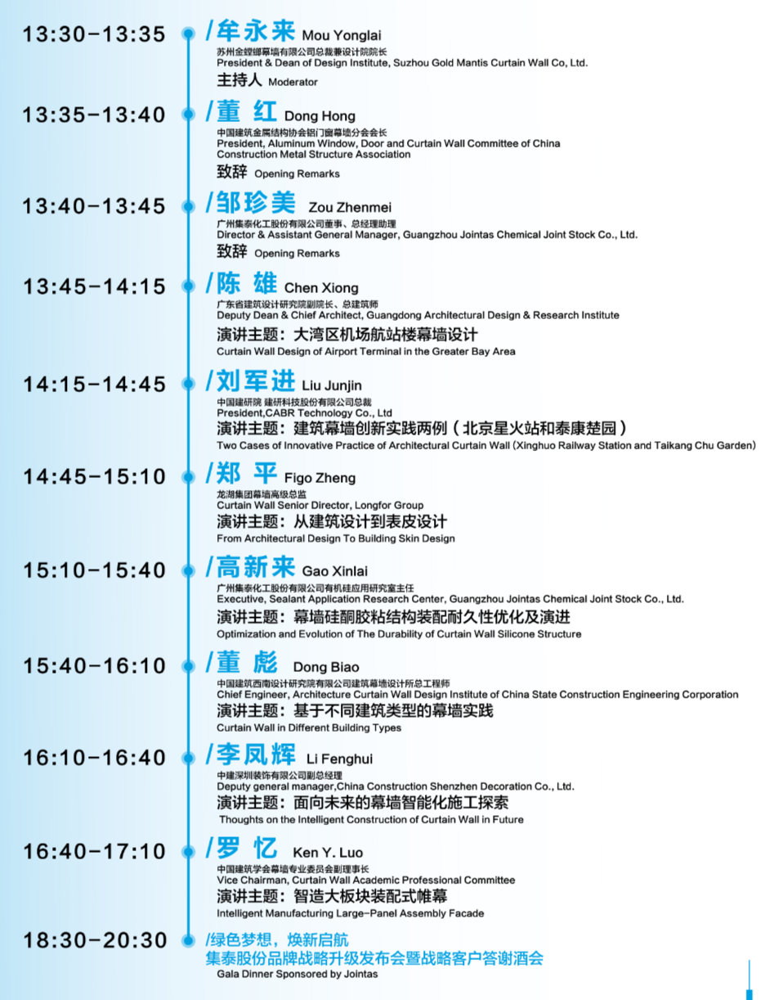 13:30-13:35
/牟永来 Mou Yonglai
苏州金螳螂幕墙有限公司总裁兼设计院院长
President & Dean of Design Institute, Suzhou Gold Mantis Curtain Wall Co, Ltd.
主持人 Moderator
13:35-13:40
/董 红 Dong Hong
中国建筑金属结构协会铝门窗幕墙分会会长
President, Aluminum Window, Door and Curtain Wall Committee of China
Construction Metal Structure Association
致辞 Opening Remarks
13:40-13:45
/邹珍美 Zou Zhenmei
广州集泰化工股份有限公司董事、总经理助理
Director & Assistant General Manager, Guangzhou Jointas Chemical Joint Stock Co., Ltd.
致辞 Opening Remarks
13:45-14:15
/陈 雄 Chen Xiong
广东省建筑设计研究院副院长、总建筑师
Deputy Dean & Chief Architect, Guangdong Architectural Design & Research Institute
演讲主题：大湾区机场航站楼幕墙设计
Curtain Wall Design of Airport Terminal in the Greater Bay Area
14:15-14:45
/刘军进 Liu Junjin
中国建研院 建研科技股份有限公司总裁
President,CABR Technology Co., Ltd
演讲主题：建筑幕墙创新实践两例（北京星火站和泰康楚园）
Two Cases of Innovative Practice of Architectural Curtain Wall (Xinghuo Railway Station and Taikang Chu Garden)
14:45-15:10
/郑 平 Figo Zheng
龙湖集团幕墙高级总监
Curtain Wall Senior Director, Longfor Group
演讲主题：从建筑设计到表皮设计
From Architectural Design To Building Skin Design
15:10-15:40
/高新来 Gao Xinlai
广州集泰化工股份有限公司有机硅应用研究室主任
Executive, Sealant Application Research Center, Guangzhou Jointas Chemical Joint Stock Co., Ltd.
演讲主题：幕墙硅酮胶粘结构装配耐久性优化及演进
Optimization and Evolution of The Durability of Curtain Wall Silicone Structure
15:40-16:10
/董 彪 Dong Biao
中国建筑西南设计研究院有限公司建筑幕墙设计所总工程师
Chief Engineer, Architecture Curtain Wall Design Institute of China State Construction Engineering Corporation
演讲主题：基于不同建筑类型的幕墙实践
Curtain Wall in Different Building Types
16:10-16:40
/李凤辉 Li Fenghui
中建深圳装饰有限公司副总经理
Deputy general manager,China Construction Shenzhen Decoration Co., Ltd.
演讲主题：面向未来的幕墙智能化施工探索
Thoughts on the Intelligent Construction of Curtain Wall in Future
16:40-17:10
/罗 忆 Ken Y. Luo
中国建筑学会幕墙专业委员会副理事长
Vice Chairman, Curtain Wall Academic Professional Committee
演讲主题：智造大板块装配式帷幕
Intelligent Manufacturing Large-Panel Assembly Facade
18:30-20:30
/绿色梦想，焕新启航
集泰股份品牌战略升级发布会暨战略客户答谢酒会
Gala Dinner Sponsored by Jointas